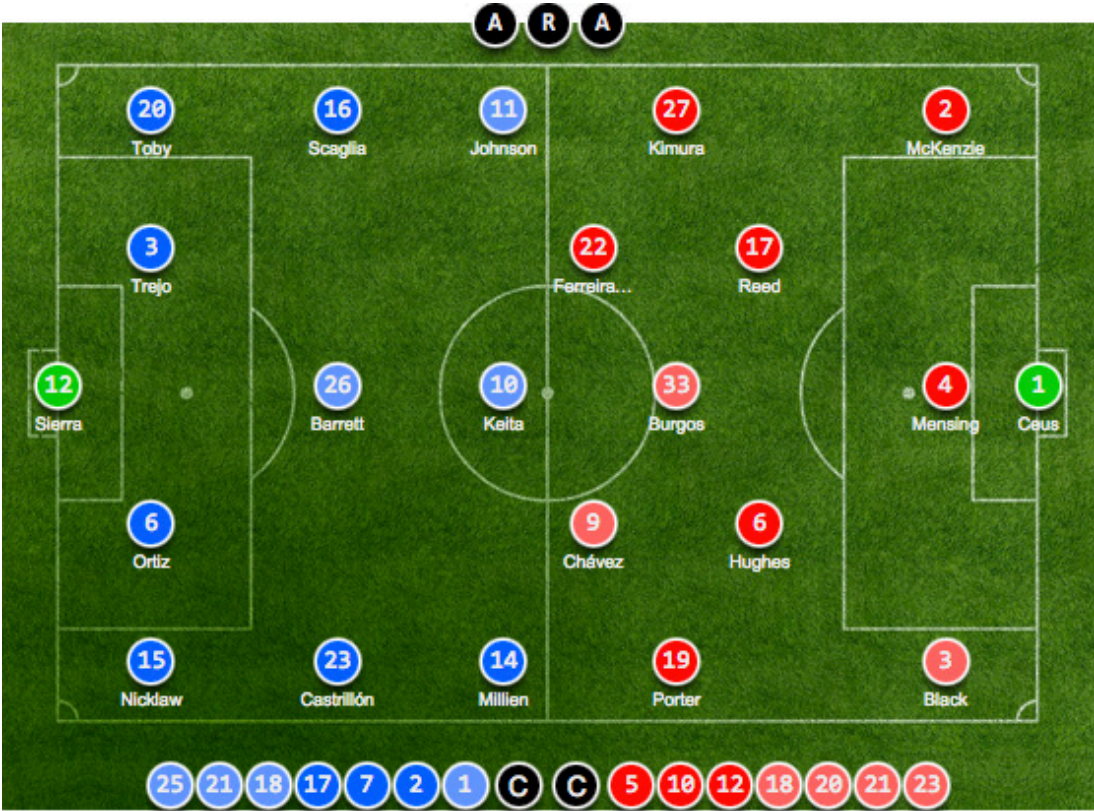 A R A
20 16 11 27 2
Toby Scaglia Johnson Kimura McKenzie
3 22 17
Trejo Ferreira... Reed
12 26 10 33 4 1
Sierra Barrett Keita Burgos Mensing Ceus
6 9 6
Ortiz Chávez Hughes
15 23 14 19 3
Nicklaw Castrillón Millien Porter Black
25 21 18 17 7 2 1 C C 5 10 12 18 20 21 23